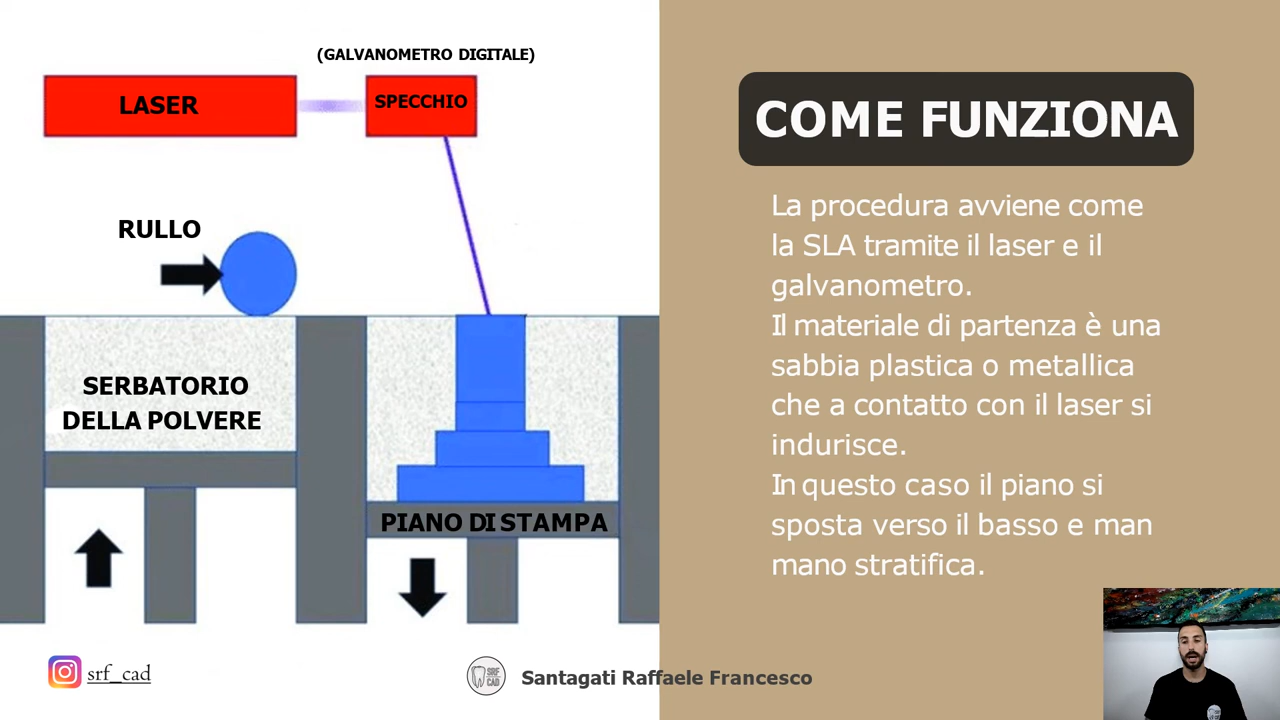 (GALVANOMETRO DIGITALE)
LASER
SPECCHIO
RULLO
SERBATORIO
DELLA POLVERE
PIANO DI STAMPA
COME FUNZIONA
La procedura avviene come
la SLA tramite il laser e il
galvanometro.
Il materiale di partenza è una
sabbia plastica o metallica
che a contatto con il laser si
indurisce.
In questo caso il piano si
sposta verso il basso e man
mano stratifica.
srf_cad
SRF
CAD
Santagati Raffaele Francesco